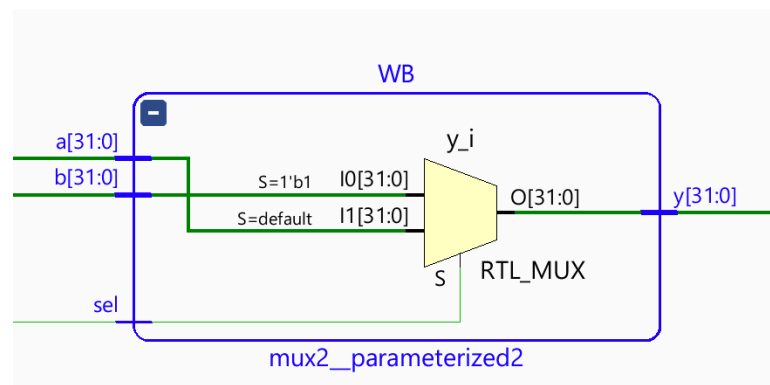 WB
-
a[31:0]
b[31:0]
y_i
S=1'b1
I0[31:0]
S=default
I1[31:0]
O[31:0]
y[31:0]
S
RTL_MUX
sel
mux2__parameterized2